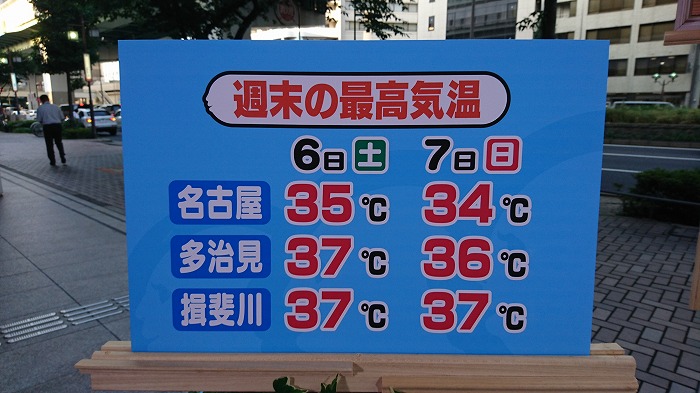 週末の最高気温
6日 土 7日 日
名古屋 35℃ 34℃
多治見 37℃ 36℃
揖斐川 37℃ 37℃